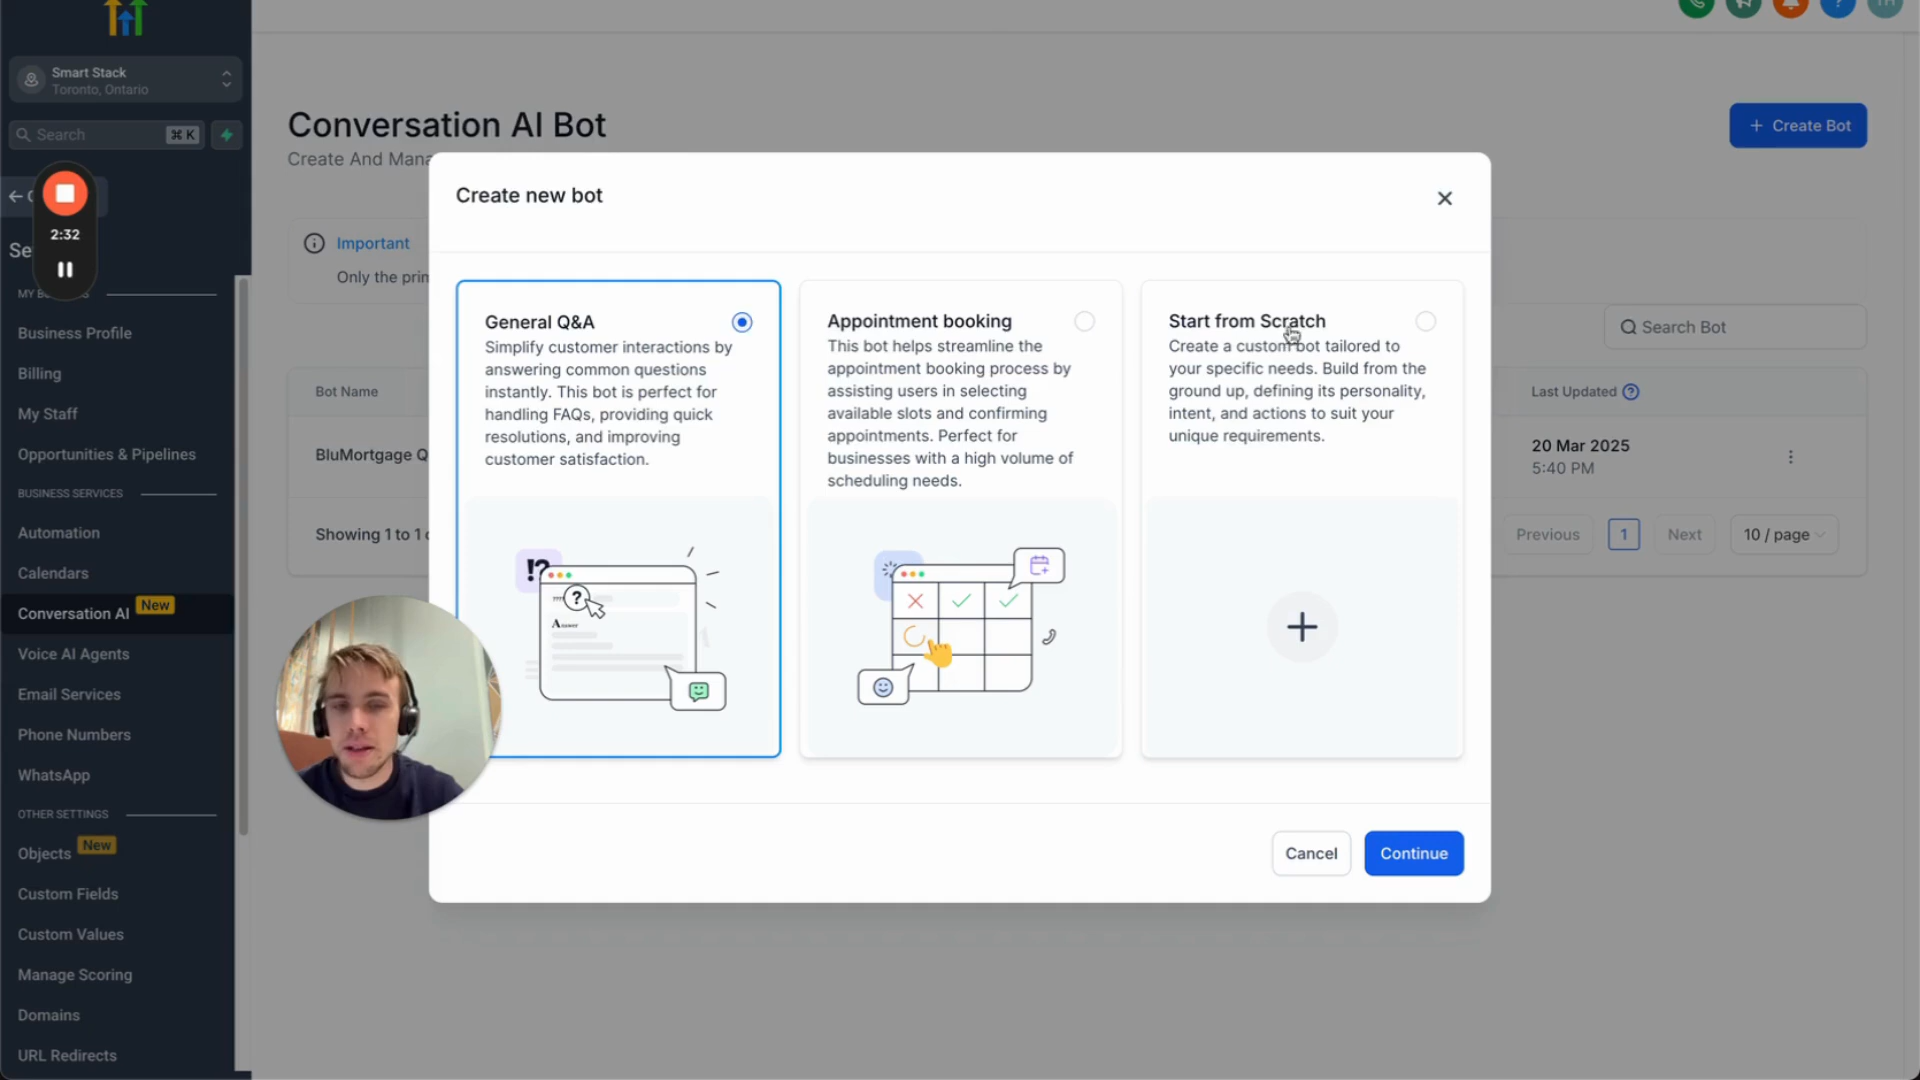 TH
Smart Stack
Toronto, Ontario
Search
⌘ K
2:32
MY
Business Profile
Billing
My Staff
Opportunities & Pipelines
BUSINESS SERVICES
Automation
Calendars
Conversation AI
New
Voice AI Agents
Email Services
Phone Numbers
WhatsApp
OTHER SETTINGS
Objects
New
Custom Fields
Custom Values
Manage Scoring
Domains
URL Redirects
Conversation AI Bot
Create And Mana
+ Create Bot
Important
Only the prim
Search Bot
Bot Name
Last Updated
BluMortgage Q
20 Mar 2025
5:40 PM
Showing 1 to 1
Previous
1
Next
10 / page
Create new bot
General Q&A
Simplify customer interactions by
answering common questions
instantly. This bot is perfect for
handling FAQs, providing quick
resolutions, and improving
customer satisfaction.
!?
?
Answer
Appointment booking
This bot helps streamline the
appointment booking process by
assisting users in selecting
available slots and confirming
appointments. Perfect for
businesses with a high volume of
scheduling needs.
Start from Scratch
Create a custom bot tailored to
your specific needs. Build from the
ground up, defining its personality,
intent, and actions to suit your
unique requirements.
Cancel
Continue